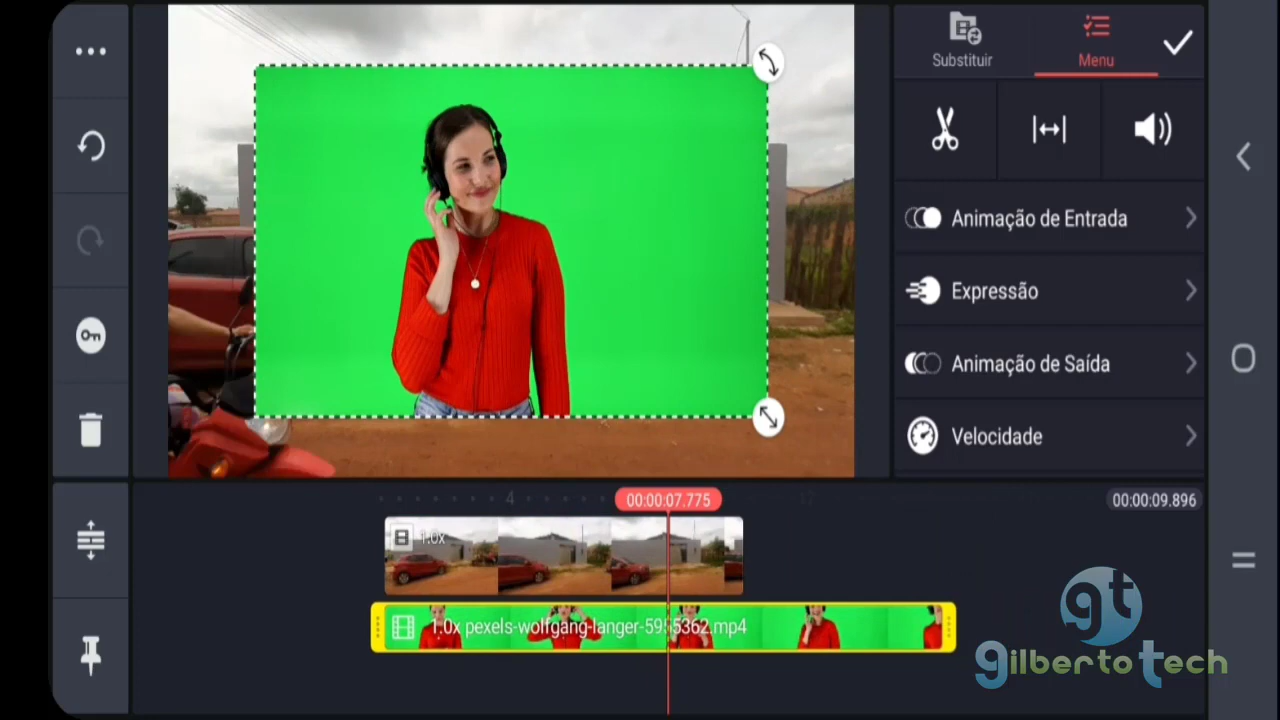 Substituir
Menu
Animação de Entrada
Expressão
Animação de Saída
Velocidade
4
00:00:07.775
00:00:09.896
1.0x
1.0x pexels-wolfgang-langer-5955362.mp4
gt
gilberto tech